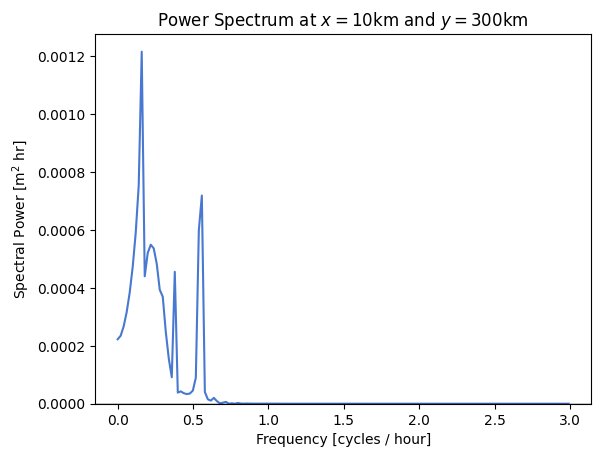 Power Spectrum at x = 10km and y = 300km
0.0012
0.0010
0.0008
0.0006
0.0004
0.0002
0.0000
Spectral Power [m² hr]
0.0 0.5 1.0 1.5 2.0 2.5 3.0
Frequency [cycles / hour]